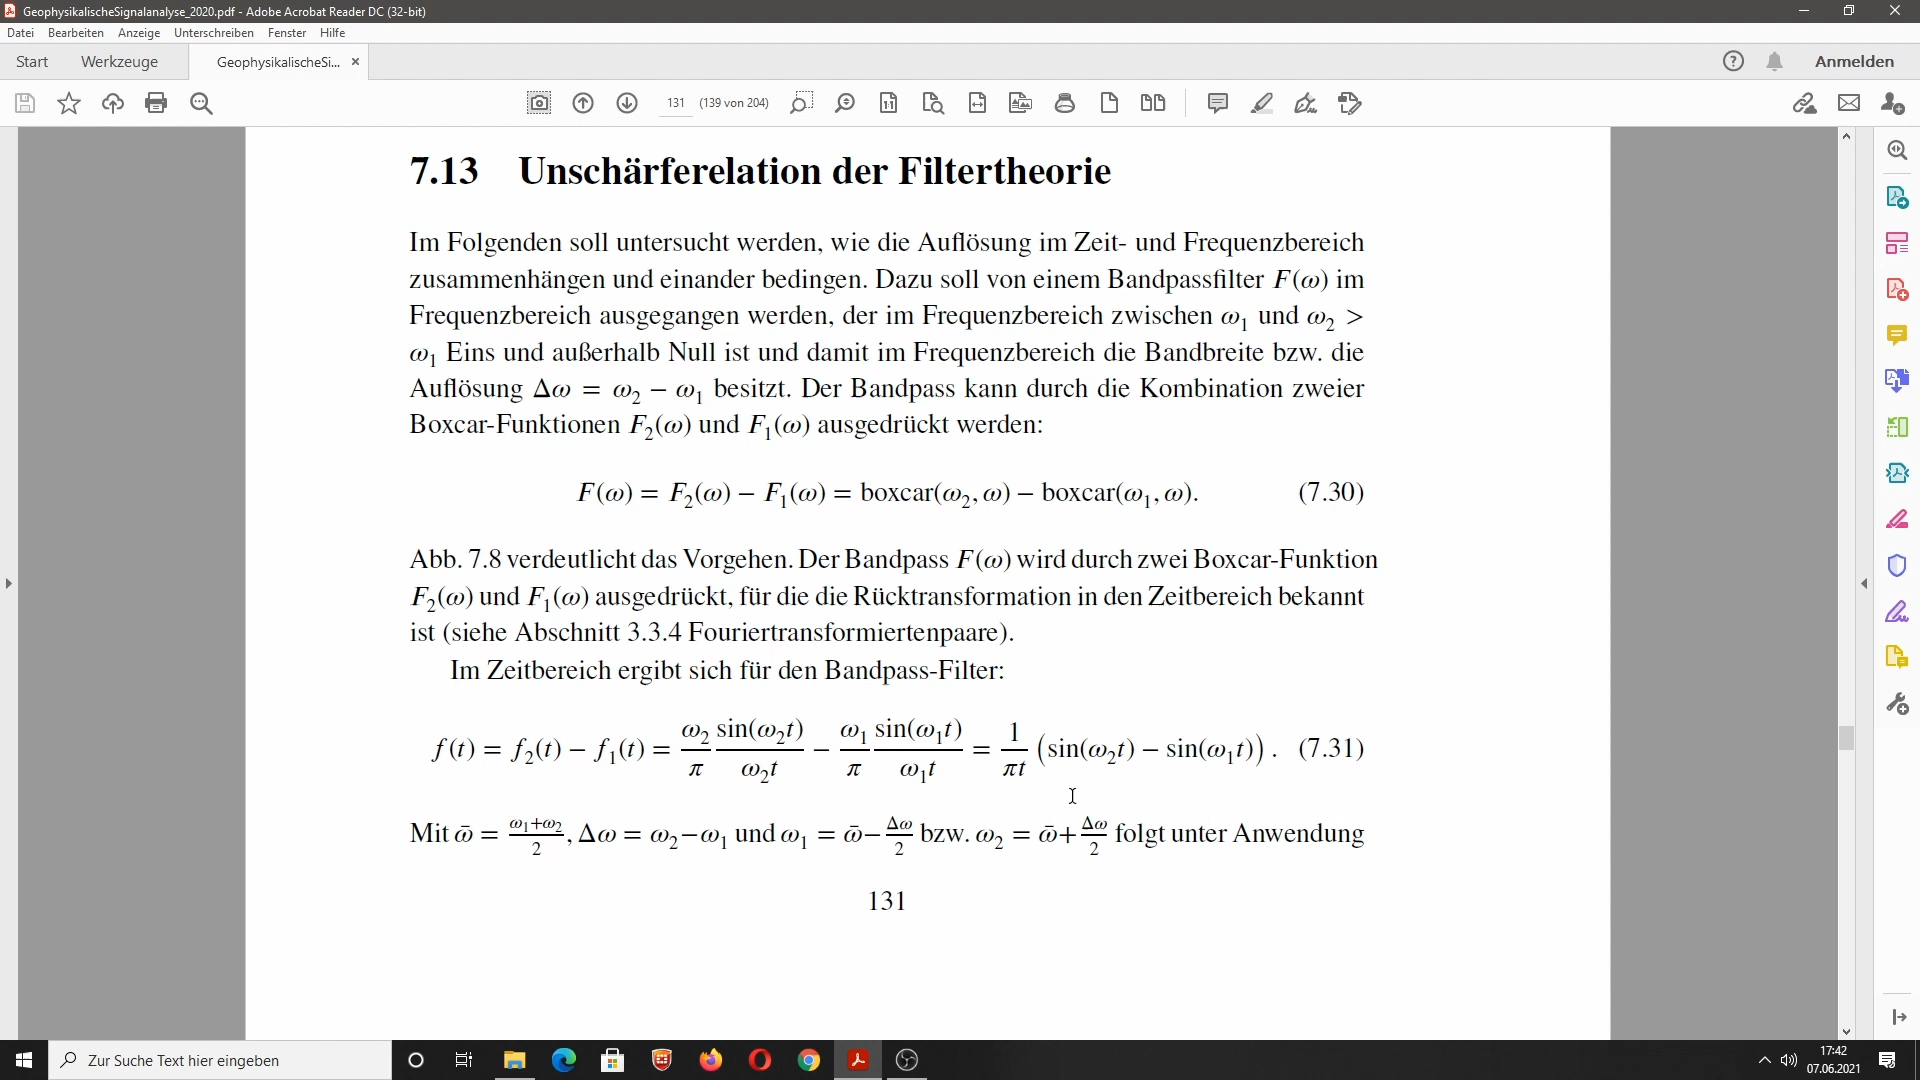 GeophysikalischeSignalanalyse_2020.pdf - Adobe Acrobat Reader DC (32-bit)
Datei Bearbeiten Anzeige Unterschreiben Fenster Hilfe
Start Werkzeuge GeophysikalischeSi... × Anmelden
131 (139 von 204)
7.13 Unschärferelation der Filtertheorie
Im Folgenden soll untersucht werden, wie die Auflösung im Zeit- und Frequenzbereich
zusammenhängen und einander bedingen. Dazu soll von einem Bandpassfilter F(ω) im
Frequenzbereich ausgegangen werden, der im Frequenzbereich zwischen ω₁ und ω₂ >
ω₁ Eins und außerhalb Null ist und damit im Frequenzbereich die Bandbreite bzw. die
Auflösung Δω = ω₂ − ω₁ besitzt. Der Bandpass kann durch die Kombination zweier
Boxcar-Funktionen F₂(ω) und F₁(ω) ausgedrückt werden:
F(ω) = F₂(ω) − F₁(ω) = boxcar(ω₂, ω) − boxcar(ω₁, ω). (7.30)
Abb. 7.8 verdeutlicht das Vorgehen. Der Bandpass F(ω) wird durch zwei Boxcar-Funktion
F₂(ω) und F₁(ω) ausgedrückt, für die die Rücktransformation in den Zeitbereich bekannt
ist (siehe Abschnitt 3.3.4 Fouriertransformiertenpaare).
Im Zeitbereich ergibt sich für den Bandpass-Filter:
f(t) = f₂(t) − f₁(t) = ω₂/π sin(ω₂t)/ω₂t − ω₁/π sin(ω₁t)/ω₁t = 1/πt (sin(ω₂t) − sin(ω₁t)). (7.31)
Mit ω̄ = ω₁+ω₂/2, Δω = ω₂−ω₁ und ω₁ = ω̄−Δω/2 bzw. ω₂ = ω̄+Δω/2 folgt unter Anwendung
131
Zur Suche Text hier eingeben
17:42
07.06.2021